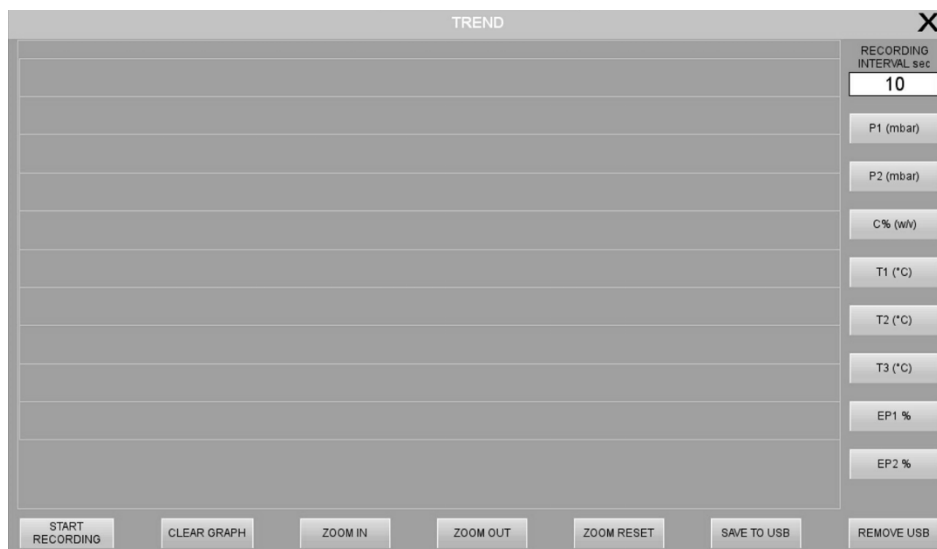 TREND
X
RECORDING
INTERVAL sec
10
P1 (mbar)
P2 (mbar)
C% (w/v)
T1 (°C)
T2 (°C)
T3 (°C)
EP1 %
EP2 %
START
RECORDING
CLEAR GRAPH
ZOOM IN
ZOOM OUT
ZOOM RESET
SAVE TO USB
REMOVE USB